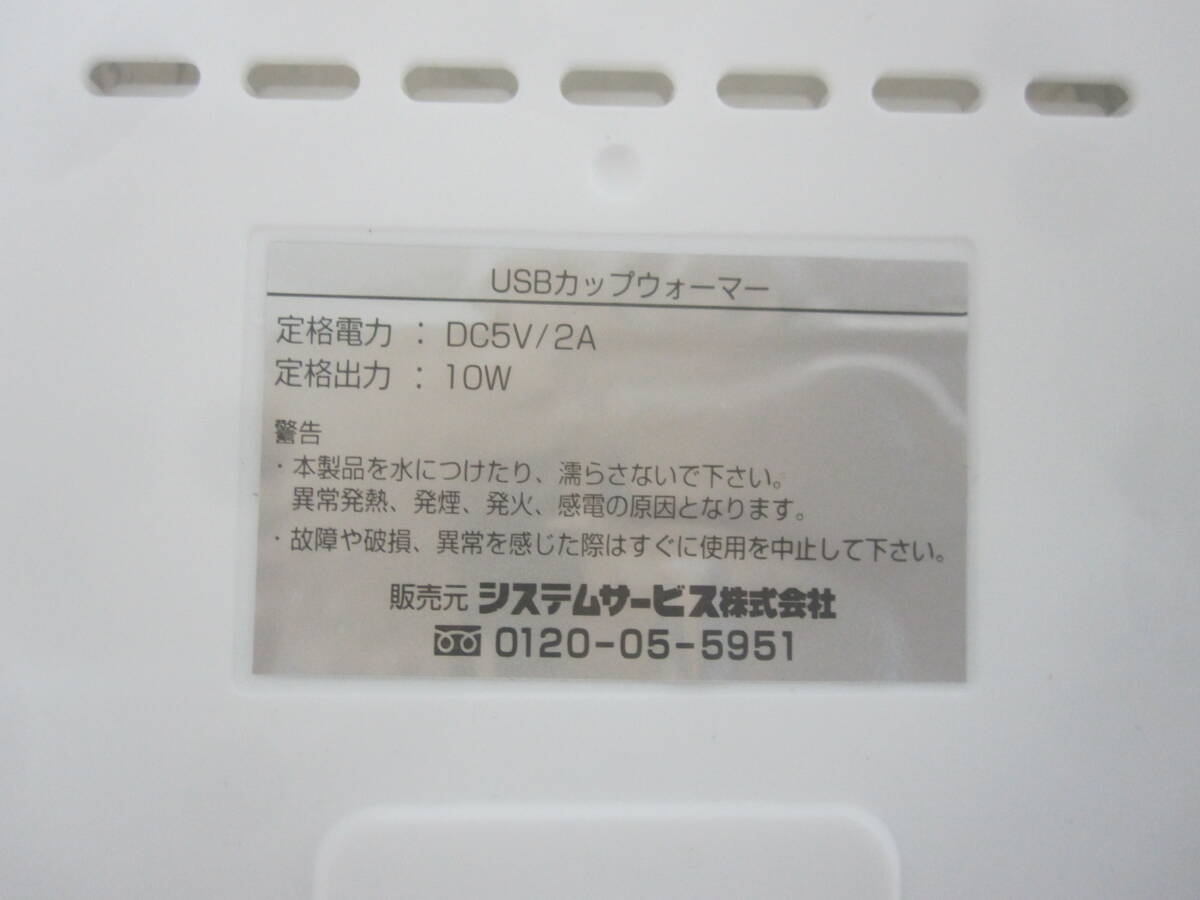 USBカップウォーマー
定格電力 : DC5V/2A
定格出力 : 10W
警告
・本製品を水につけたり、濡らさないで下さい。
異常発熱、発煙、発火、感電の原因となります。
・故障や破損、異常を感じた際はすぐに使用を中止して下さい。
販売元 システムサービス株式会社
0120-05-5951